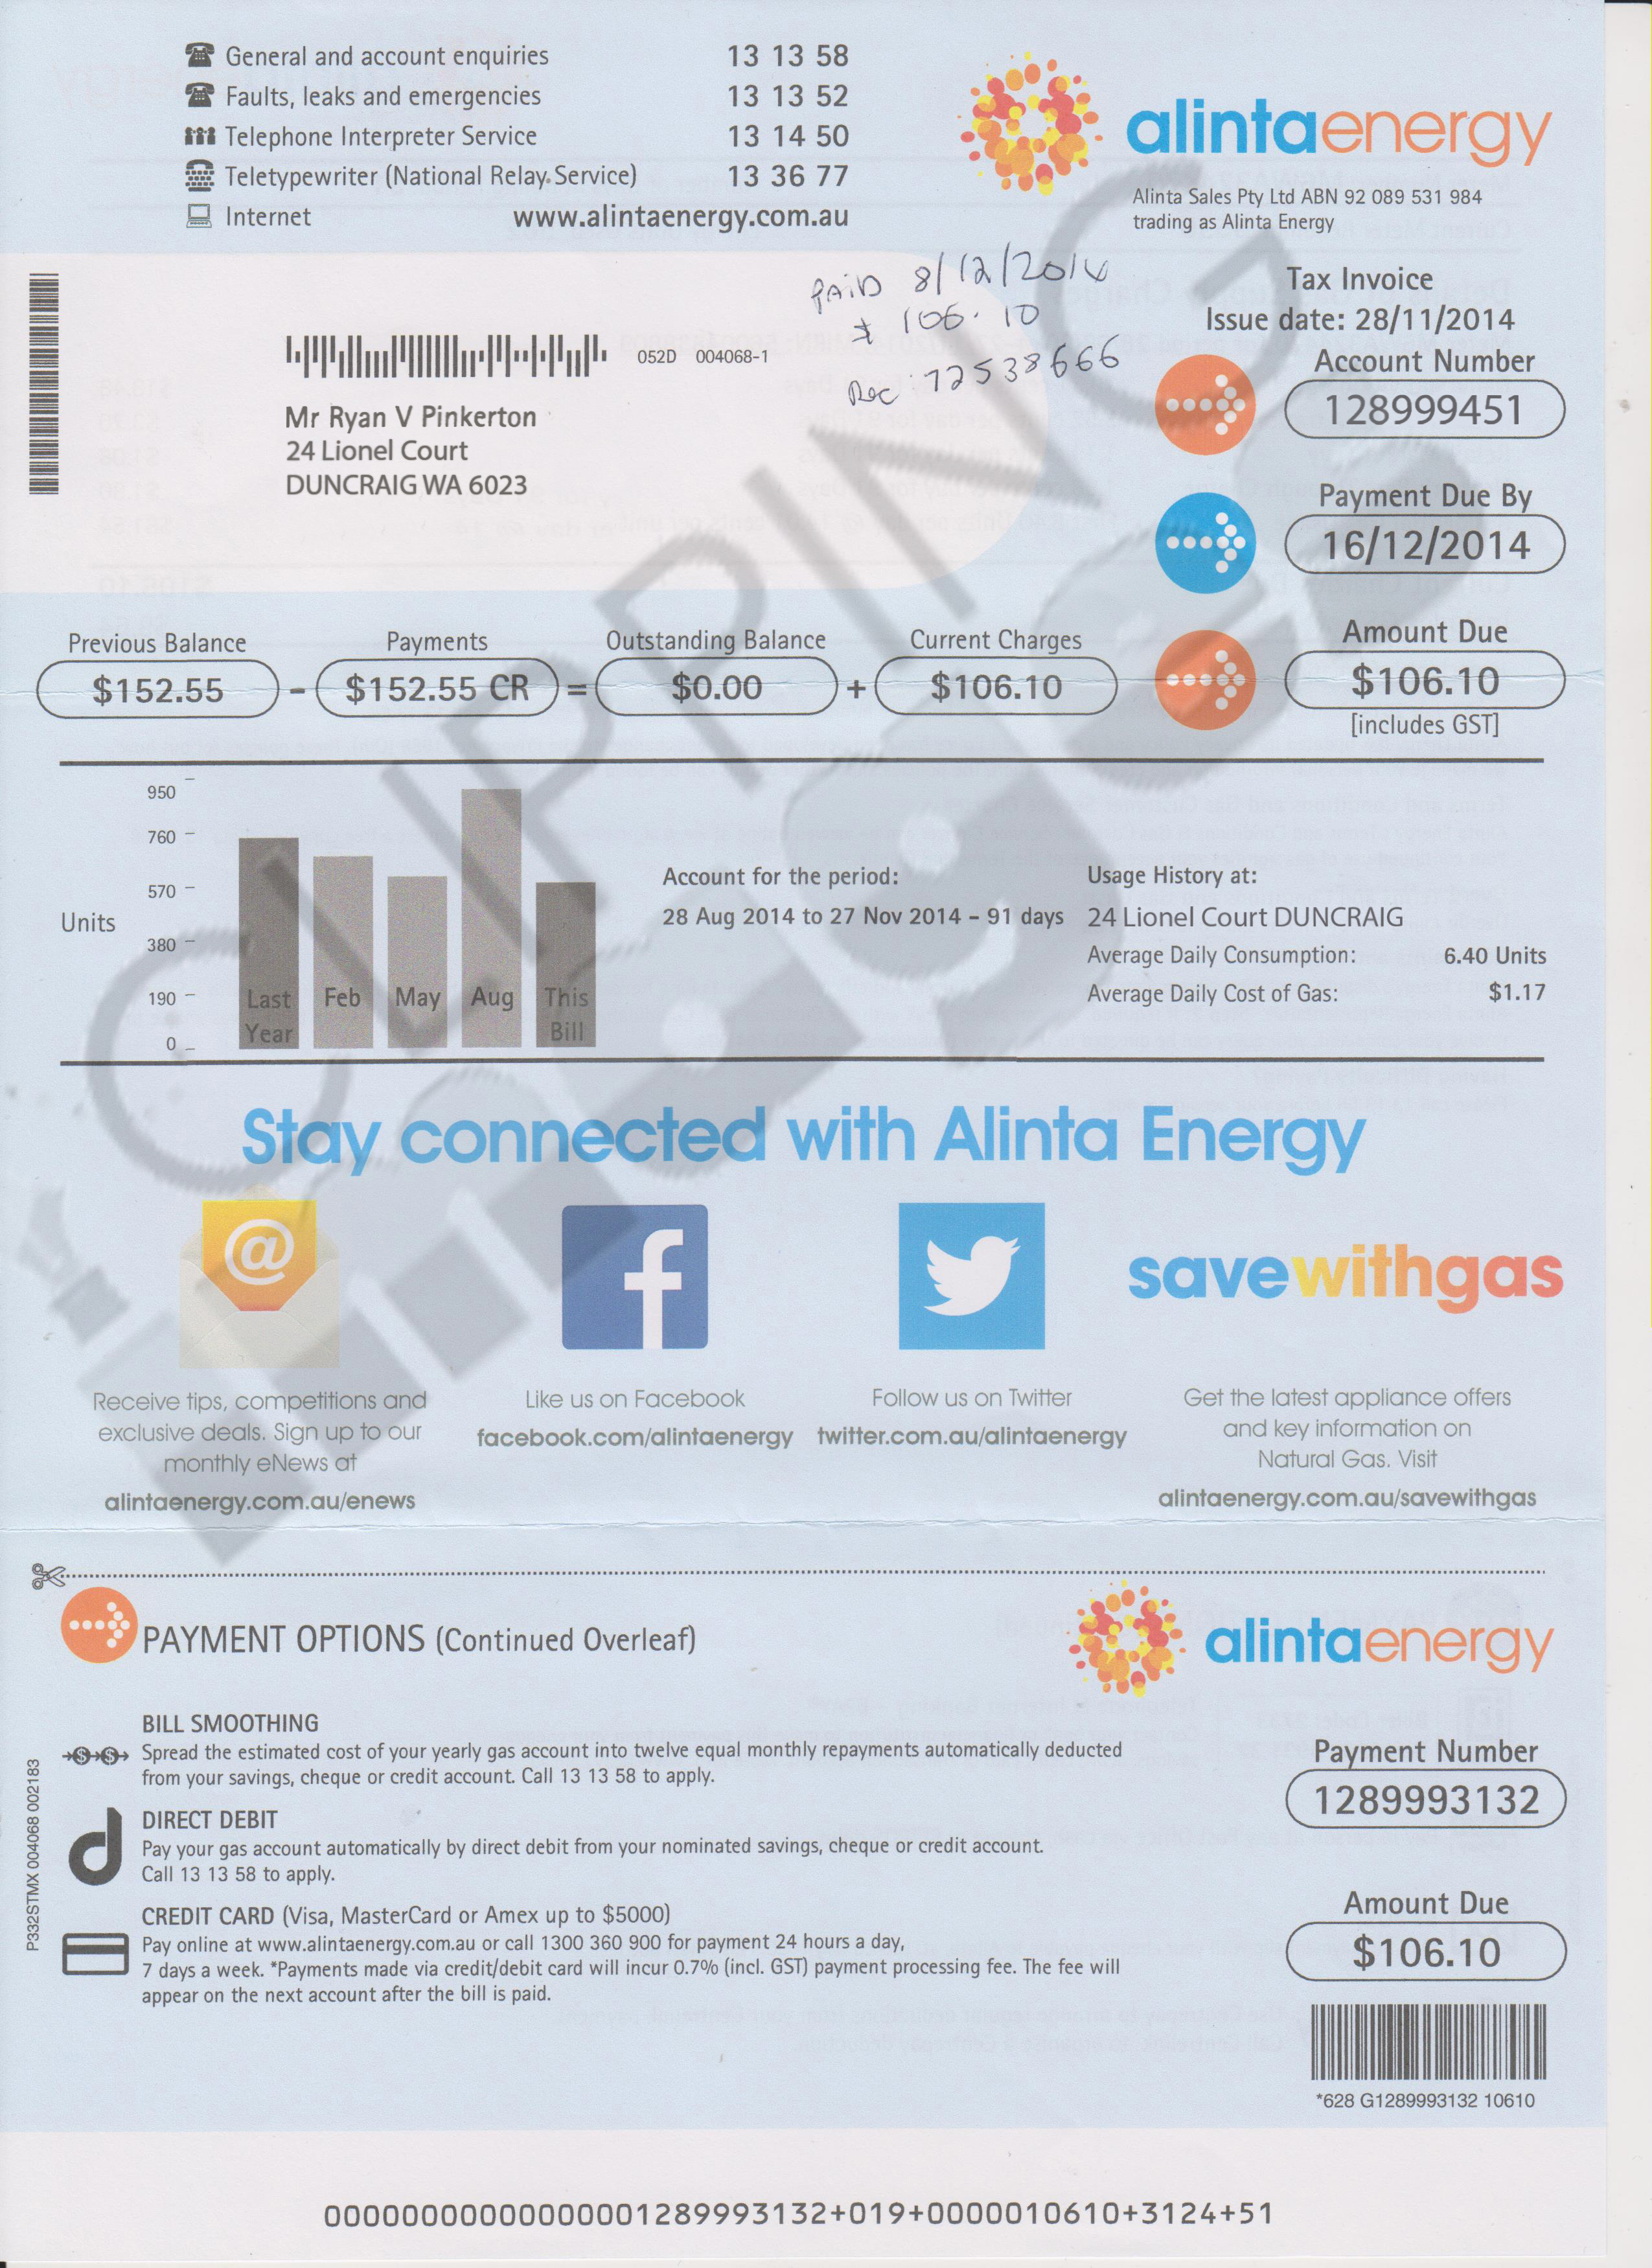 General and account enquiries 13 13 58
Faults, leaks and emergencies 13 13 52
Telephone Interpreter Service 13 14 50
Teletypewriter (National Relay Service) 13 36 77
Internet www.alintaenergy.com.au
alintaenergy
Alinta Sales Pty Ltd ABN 92 089 531 984
trading as Alinta Energy
PAID 8/12/2014
$ 106.10
Rec 72538666
Tax Invoice
Issue date: 28/11/2014
Account Number
128999451
Payment Due By
16/12/2014
052D 004068-1
Mr Ryan V Pinkerton
24 Lionel Court
DUNCRAIG WA 6023
Previous Balance Payments Outstanding Balance Current Charges Amount Due
$152.55 - $152.55 CR = $0.00 + $106.10 $106.10
[includes GST]
950
760
570
Units
380
190
0
Last Year Feb May Aug This Bill
Account for the period:
28 Aug 2014 to 27 Nov 2014 - 91 days
Usage History at:
24 Lionel Court DUNCRAIG
Average Daily Consumption: 6.40 Units
Average Daily Cost of Gas: $1.17
CLIPPING
Stay connected with Alinta Energy
@
f
savewithgas
Receive tips, competitions and
exclusive deals. Sign up to our
monthly eNews at
alintaenergy.com.au/enews
Like us on Facebook
facebook.com/alintaenergy
Follow us on Twitter
twitter.com.au/alintaenergy
Get the latest appliance offers
and key information on
Natural Gas. Visit
alintaenergy.com.au/savewithgas
PAYMENT OPTIONS (Continued Overleaf)
alintaenergy
BILL SMOOTHING
Spread the estimated cost of your yearly gas account into twelve equal monthly repayments automatically deducted
from your savings, cheque or credit account. Call 13 13 58 to apply.
DIRECT DEBIT
Pay your gas account automatically by direct debit from your nominated savings, cheque or credit account.
Call 13 13 58 to apply.
CREDIT CARD (Visa, MasterCard or Amex up to $5000)
Pay online at www.alintaenergy.com.au or call 1300 360 900 for payment 24 hours a day,
7 days a week. *Payments made via credit/debit card will incur 0.7% (incl. GST) payment processing fee. The fee will
appear on the next account after the bill is paid.
Payment Number
1289993132
Amount Due
$106.10
*628 G1289993132 10610
P332STMX 004068 002183
00000000000000001289993132+019+0000010610+3124+51